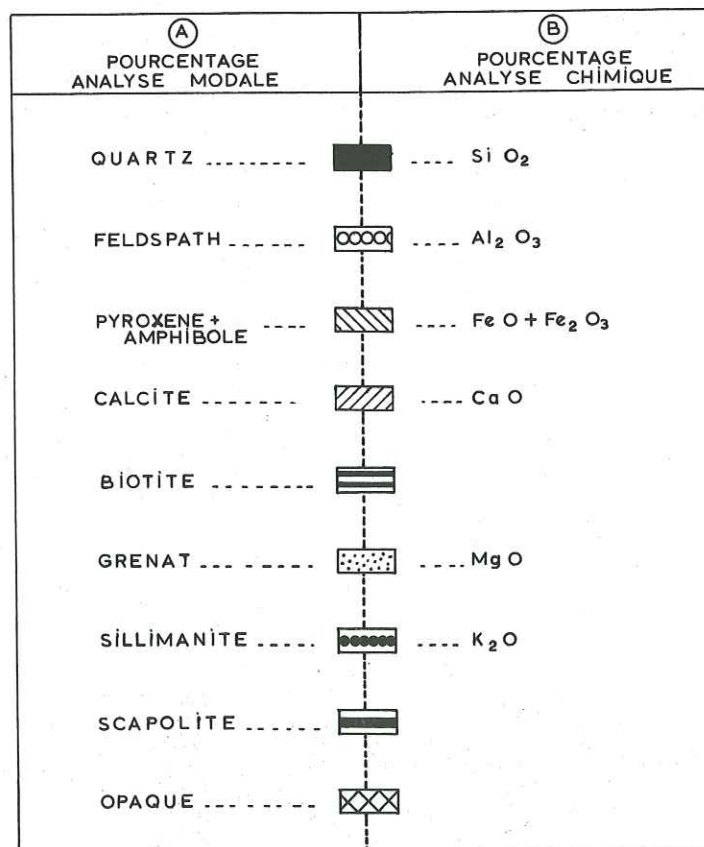 A B
POURCENTAGE POURCENTAGE
ANALYSE MODALE ANALYSE CHIMIQUE
QUARTZ Si O₂
FELDSPATH Al₂ O₃
PYROXENE + Fe O + Fe₂ O₃
AMPHIBOLE
CALCITE Ca O
BIOTITE
GRENAT Mg O
SILLIMANITE K₂O
SCAPOLITE
OPAQUE